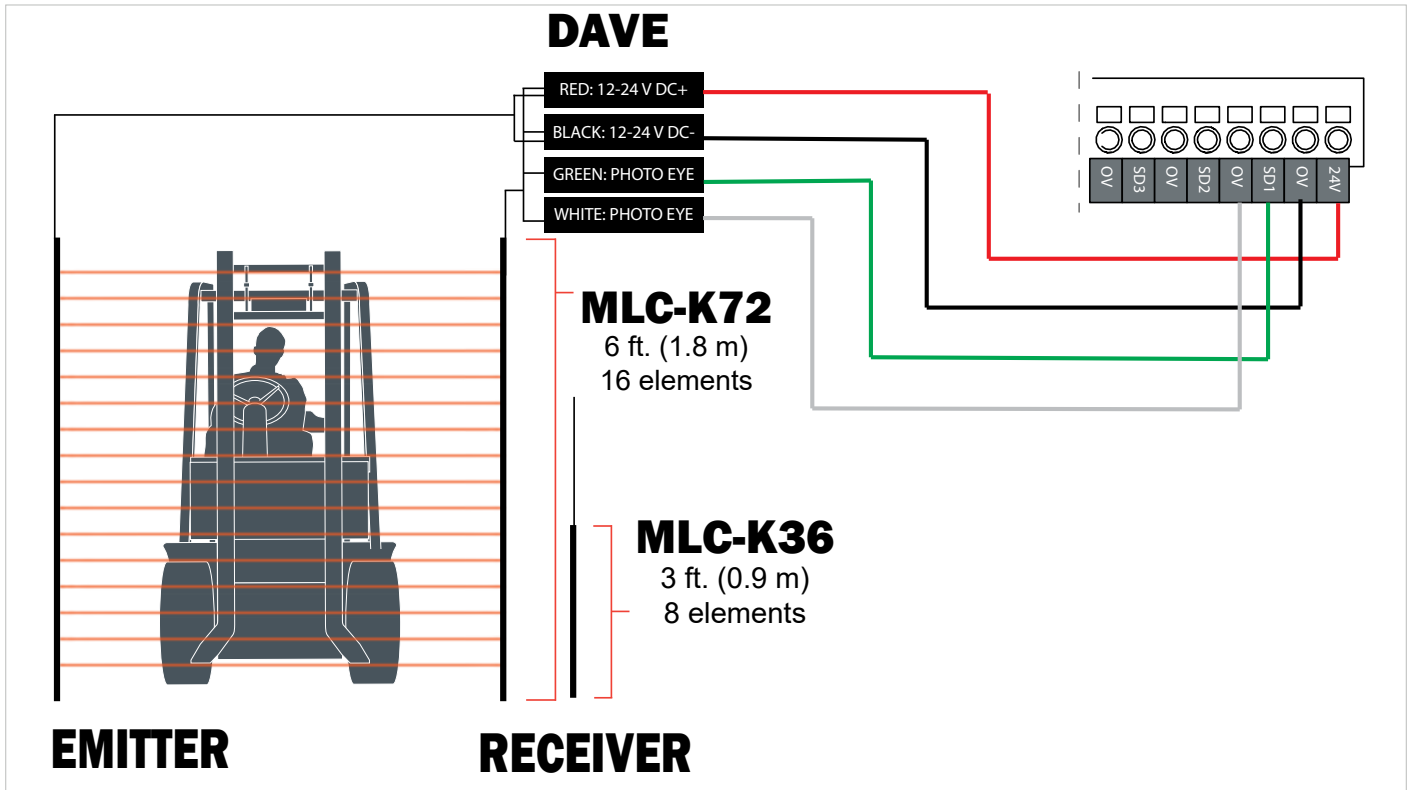 DAVE
RED: 12-24 V DC+
BLACK: 12-24 V DC-
GREEN: PHOTO EYE
WHITE: PHOTO EYE
OV
SD3
OV
SD2
OV
SD1
OV
24V
MLC-K72
6 ft. (1.8 m)
16 elements
MLC-K36
3 ft. (0.9 m)
8 elements
EMITTER
RECEIVER